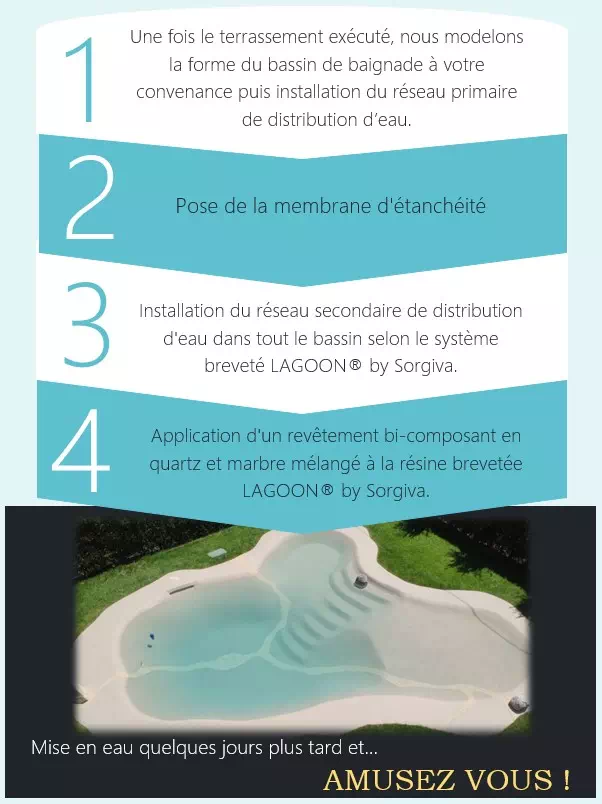 1
Une fois le terrassement exécuté, nous modelons
la forme du bassin de baignade à votre
convenance puis installation du réseau primaire
de distribution d’eau.
2
Pose de la membrane d'étanchéité
3
Installation du réseau secondaire de distribution
d'eau dans tout le bassin selon le système
breveté LAGOON® by Sorgiva.
4
Application d'un revêtement bi-composant en
quartz et marbre mélangé à la résine brevetée
LAGOON® by Sorgiva.
Mise en eau quelques jours plus tard et...
AMUSEZ VOUS !